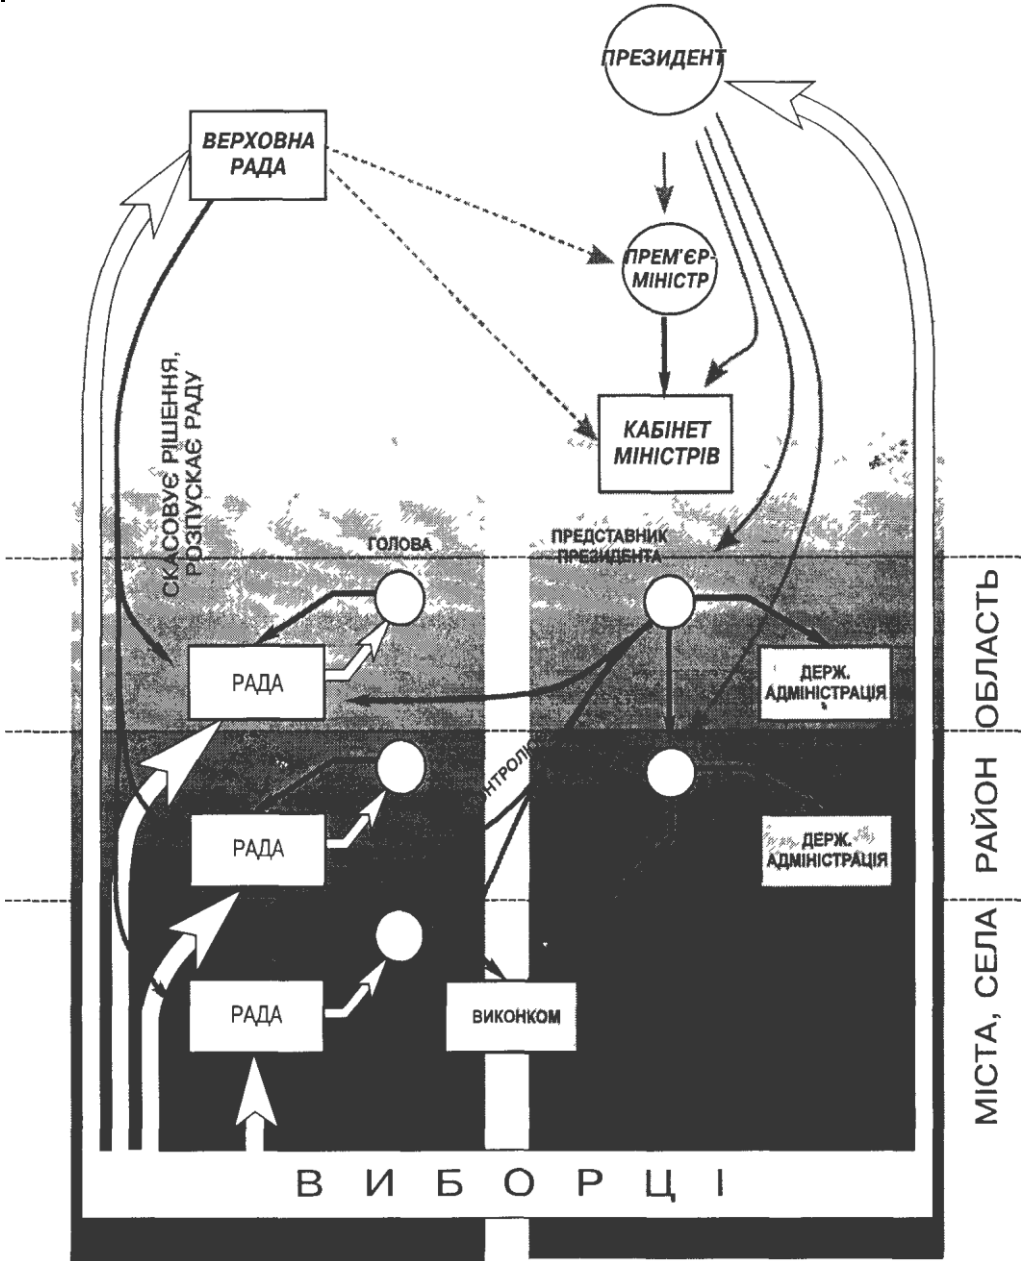 ПРЕЗИДЕНТ
ВЕРХОВНА
РАДА
ПРЕМ'ЄР-
МІНІСТР
СКАСОВУЄ РІШЕННЯ,
РОЗПУСКАЄ РАДУ
КАБІНЕТ
МІНІСТРІВ
ГОЛОВА
ПРЕДСТАВНИК
ПРЕЗИДЕНТА
ОБЛАСТЬ
РАДА
ДЕРЖ.
АДМІНІСТРАЦІЯ
РАЙОН
РАДА
ДЕРЖ.
АДМІНІСТРАЦІЯ
МІСТА, СЕЛА
РАДА
ВИКОНКОМ
ВИБОРЦІ